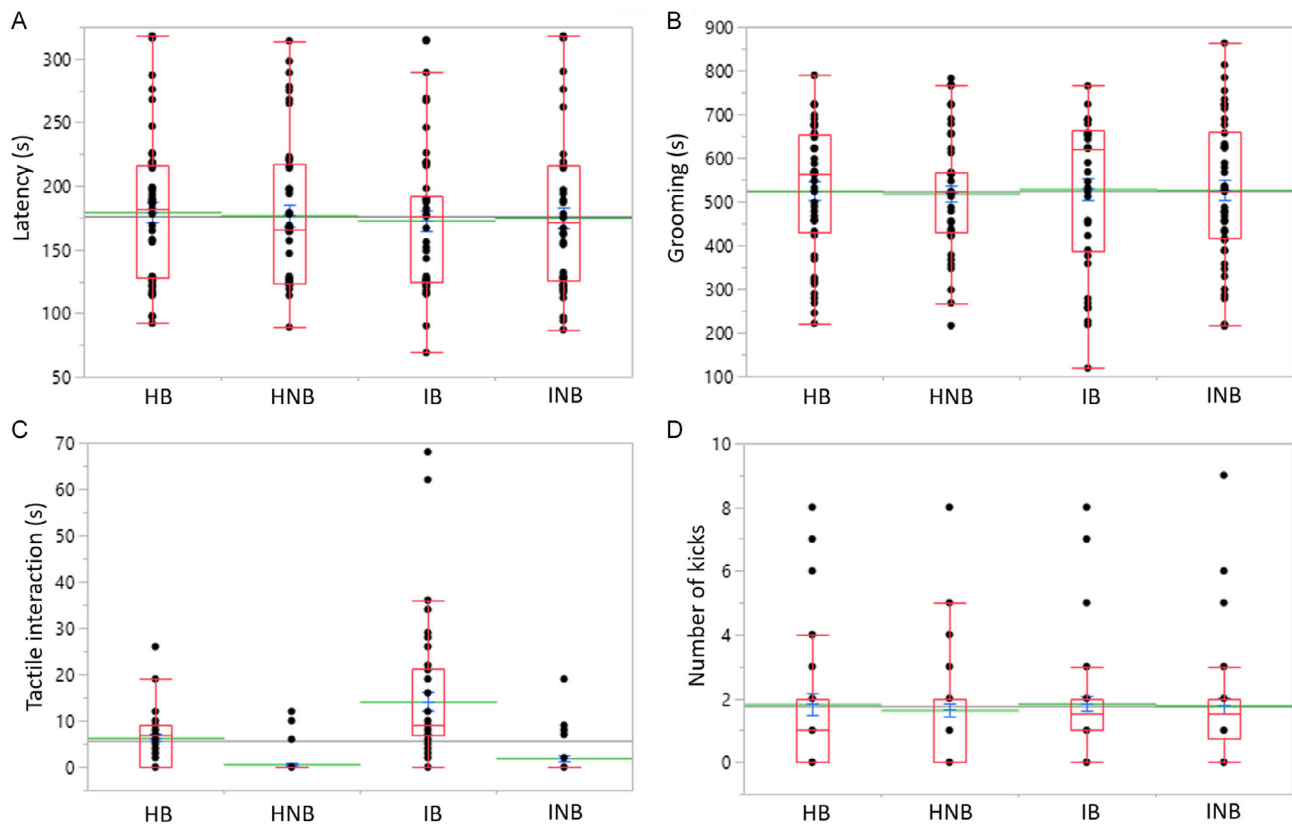 A
Latency (s)
300
250
200
150
100
50
HB HNB IB INB
B
Grooming (s)
900
800
700
600
500
400
300
200
100
HB HNB IB INB
C
Tactile interaction (s)
70
60
50
40
30
20
10
0
HB HNB IB INB
D
Number of kicks
10
8
6
4
2
0
HB HNB IB INB